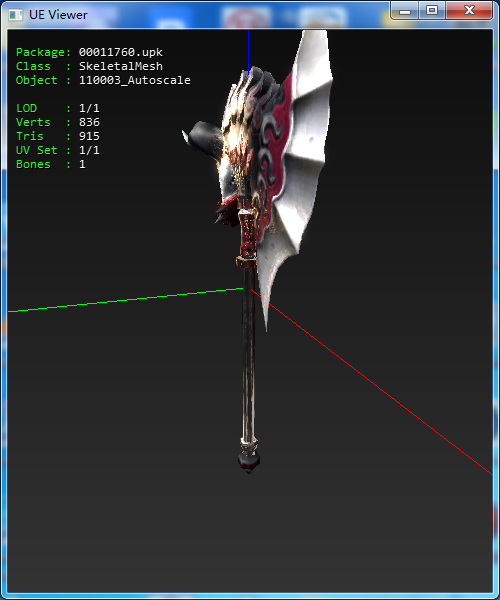 UE Viewer
Package: 00011760.upk
Class : SkeletalMesh
Object : 110003_Autoscale
LOD : 1/1
Verts : 836
Tris : 915
UV Set : 1/1
Bones : 1